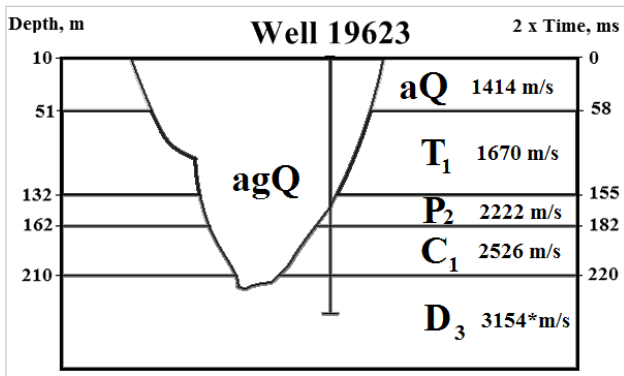 Depth, m Well 19623 2 x Time, ms
10 0
aQ 1414 m/s
51 58
T1 1670 m/s
agQ
132 155
P2 2222 m/s
162 182
C1 2526 m/s
210 220
D3 3154*m/s